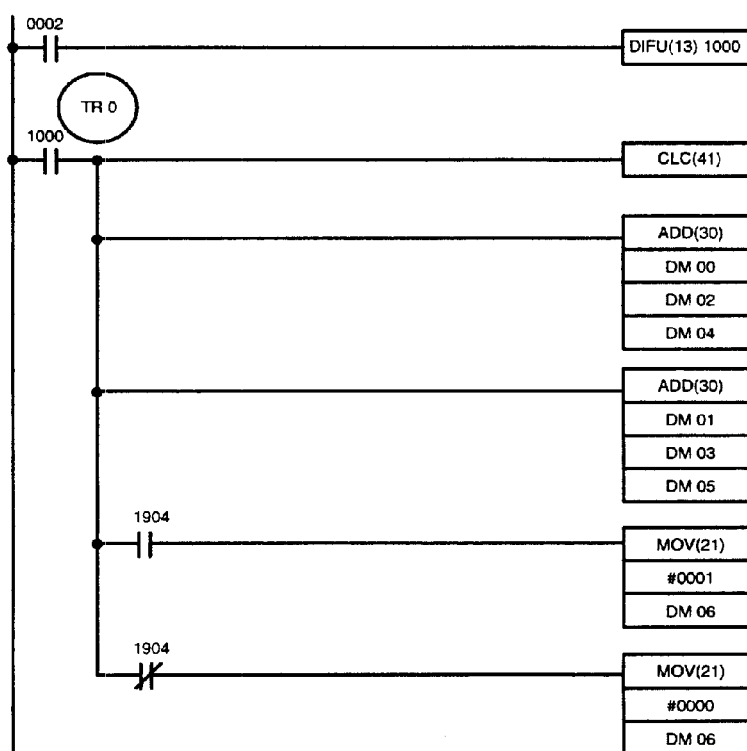 0002
DIFU(13) 1000
TR 0
1000
CLC(41)
ADD(30)
DM 00
DM 02
DM 04
ADD(30)
DM 01
DM 03
DM 05
1904
MOV(21)
#0001
DM 06
1904
MOV(21)
#0000
DM 06